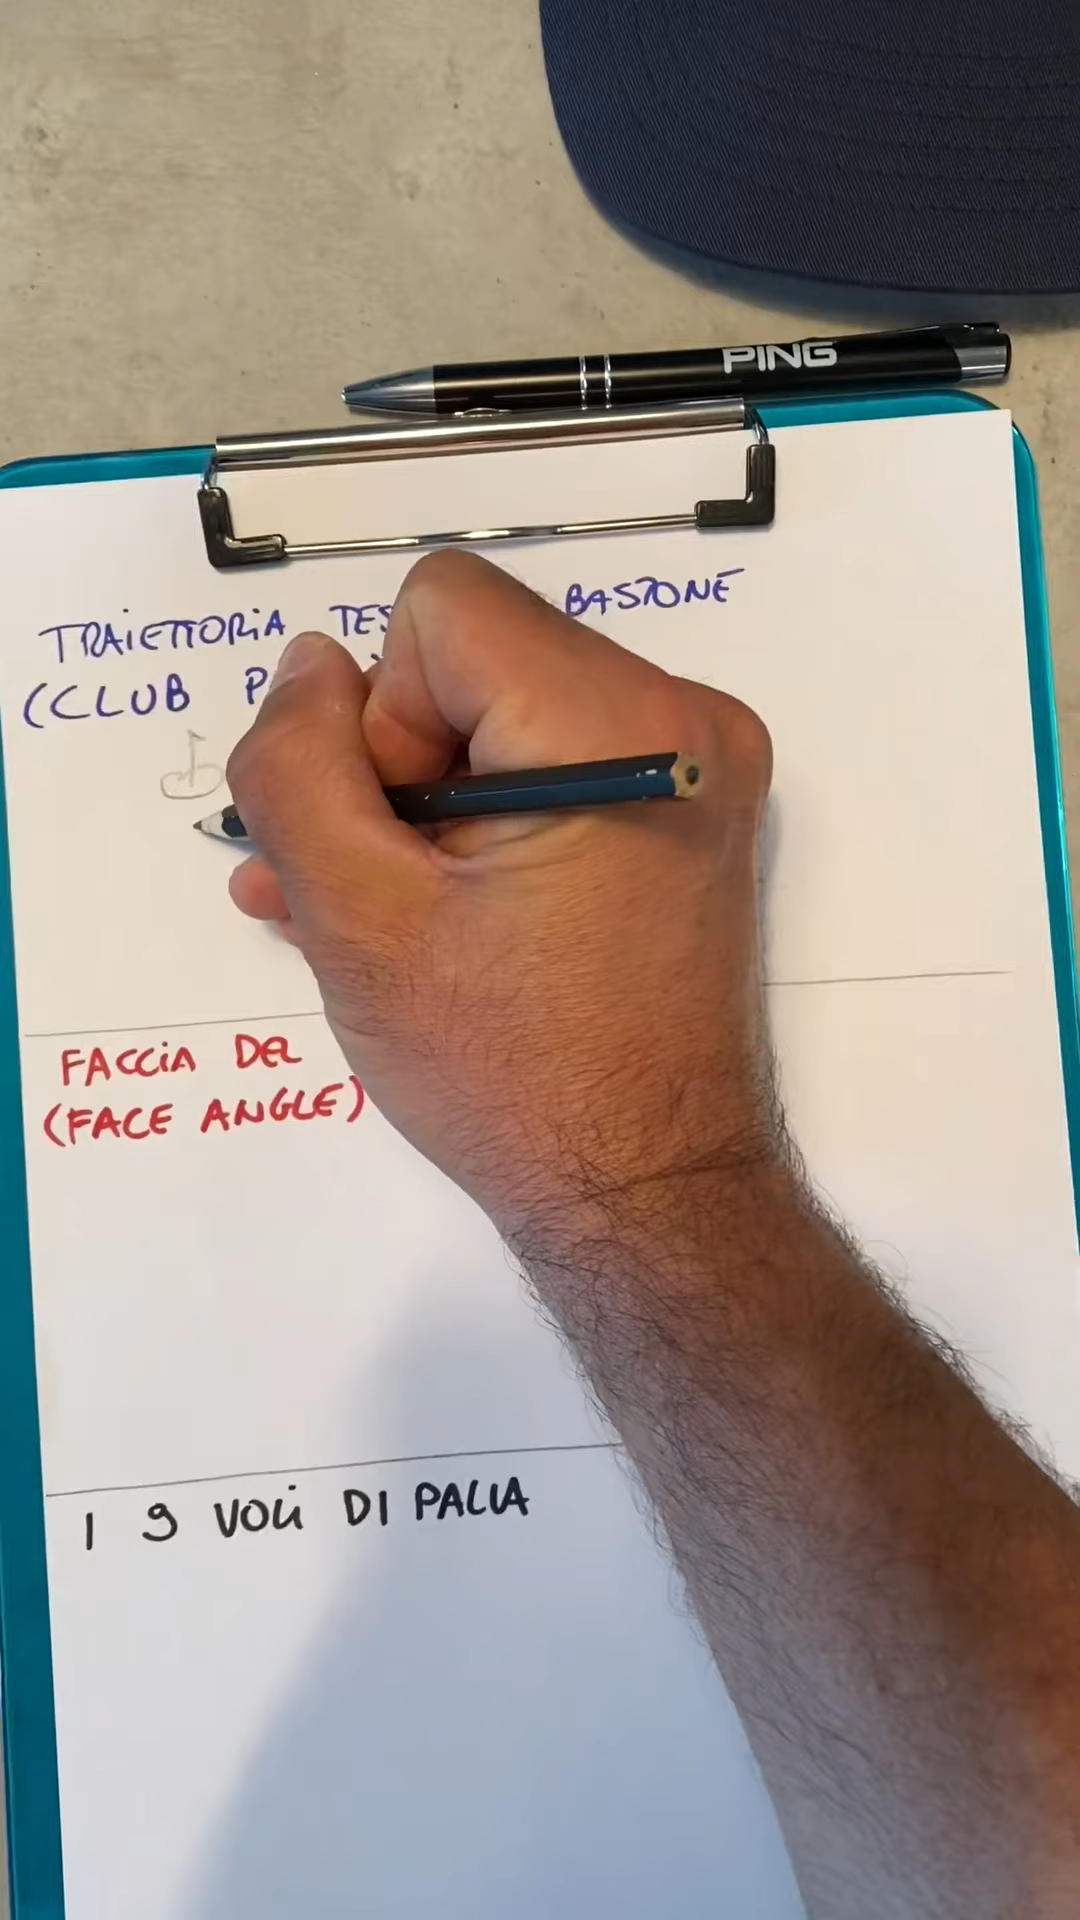 PING
TRAIETTORIA TES BASTONE
(CLUB P
FACCIA DEL
(FACE ANGLE)
I 9 VOLI DI PALLA